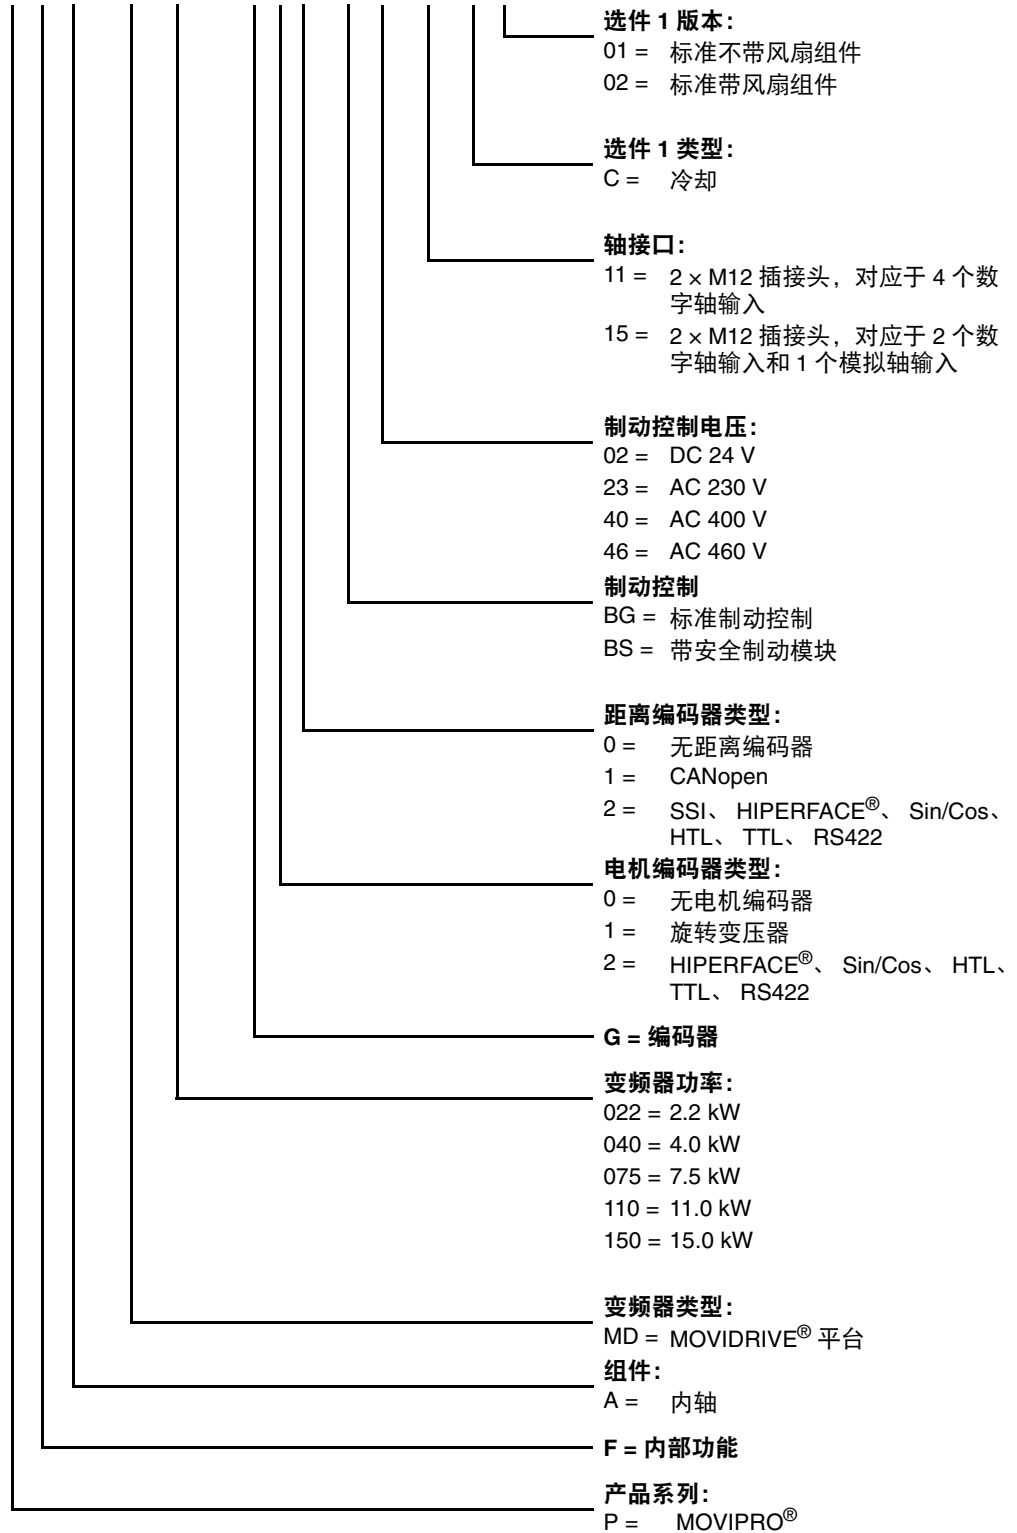 选件 1 版本：
01 = 标准不带风扇组件
02 = 标准带风扇组件
选件 1 类型：
C = 冷却
轴接口：
11 = 2 × M12 插接头，对应于 4 个数
字轴输入
15 = 2 × M12 插接头，对应于 2 个数
字轴输入和 1 个模拟轴输入
制动控制电压：
02 = DC 24 V
23 = AC 230 V
40 = AC 400 V
46 = AC 460 V
制动控制
BG = 标准制动控制
BS = 带安全制动模块
距离编码器类型：
0 = 无距离编码器
1 = CANopen
2 = SSI、 HIPERFACE®、 Sin/Cos、
HTL、 TTL、 RS422
电机编码器类型：
0 = 无电机编码器
1 = 旋转变压器
2 = HIPERFACE®、 Sin/Cos、 HTL、
TTL、 RS422
G = 编码器
变频器功率：
022 = 2.2 kW
040 = 4.0 kW
075 = 7.5 kW
110 = 11.0 kW
150 = 15.0 kW
变频器类型：
MD = MOVIDRIVE® 平台
组件：
A = 内轴
F = 内部功能
产品系列：
P = MOVIPRO®